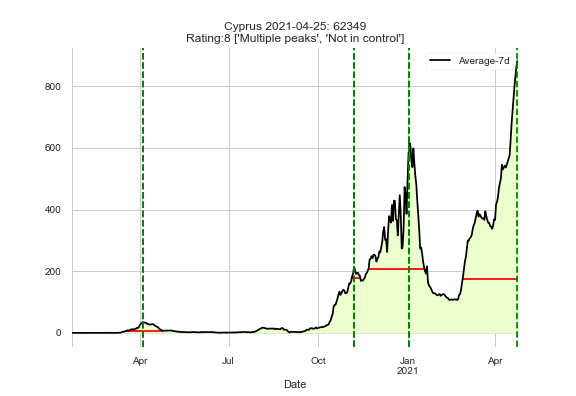 Cyprus 2021-04-25: 62349
Rating:8 ['Multiple peaks', 'Not in control']
Average-7d
800
600
400
200
0
Apr
Jul
Oct
Jan
2021
Apr
Date